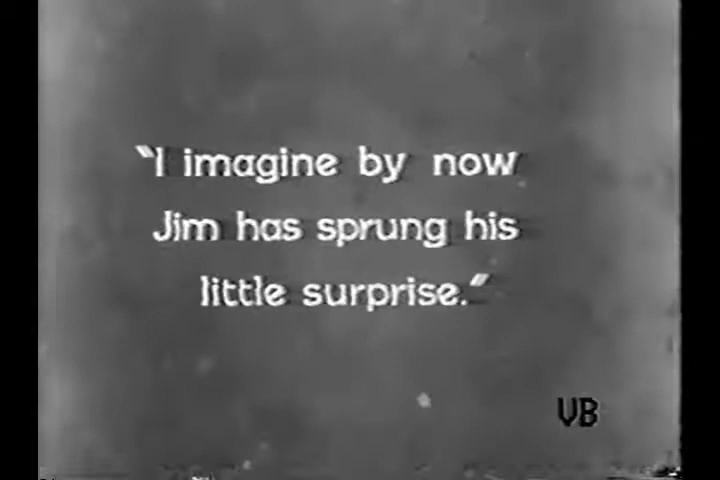 "I imagine by now
Jim has sprung his
little surprise."
VB